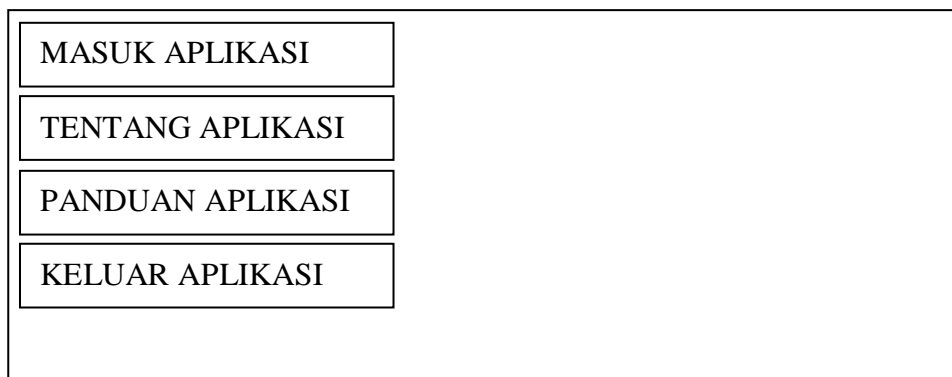 MASUK APLIKASI
TENTANG APLIKASI
PANDUAN APLIKASI
KELUAR APLIKASI